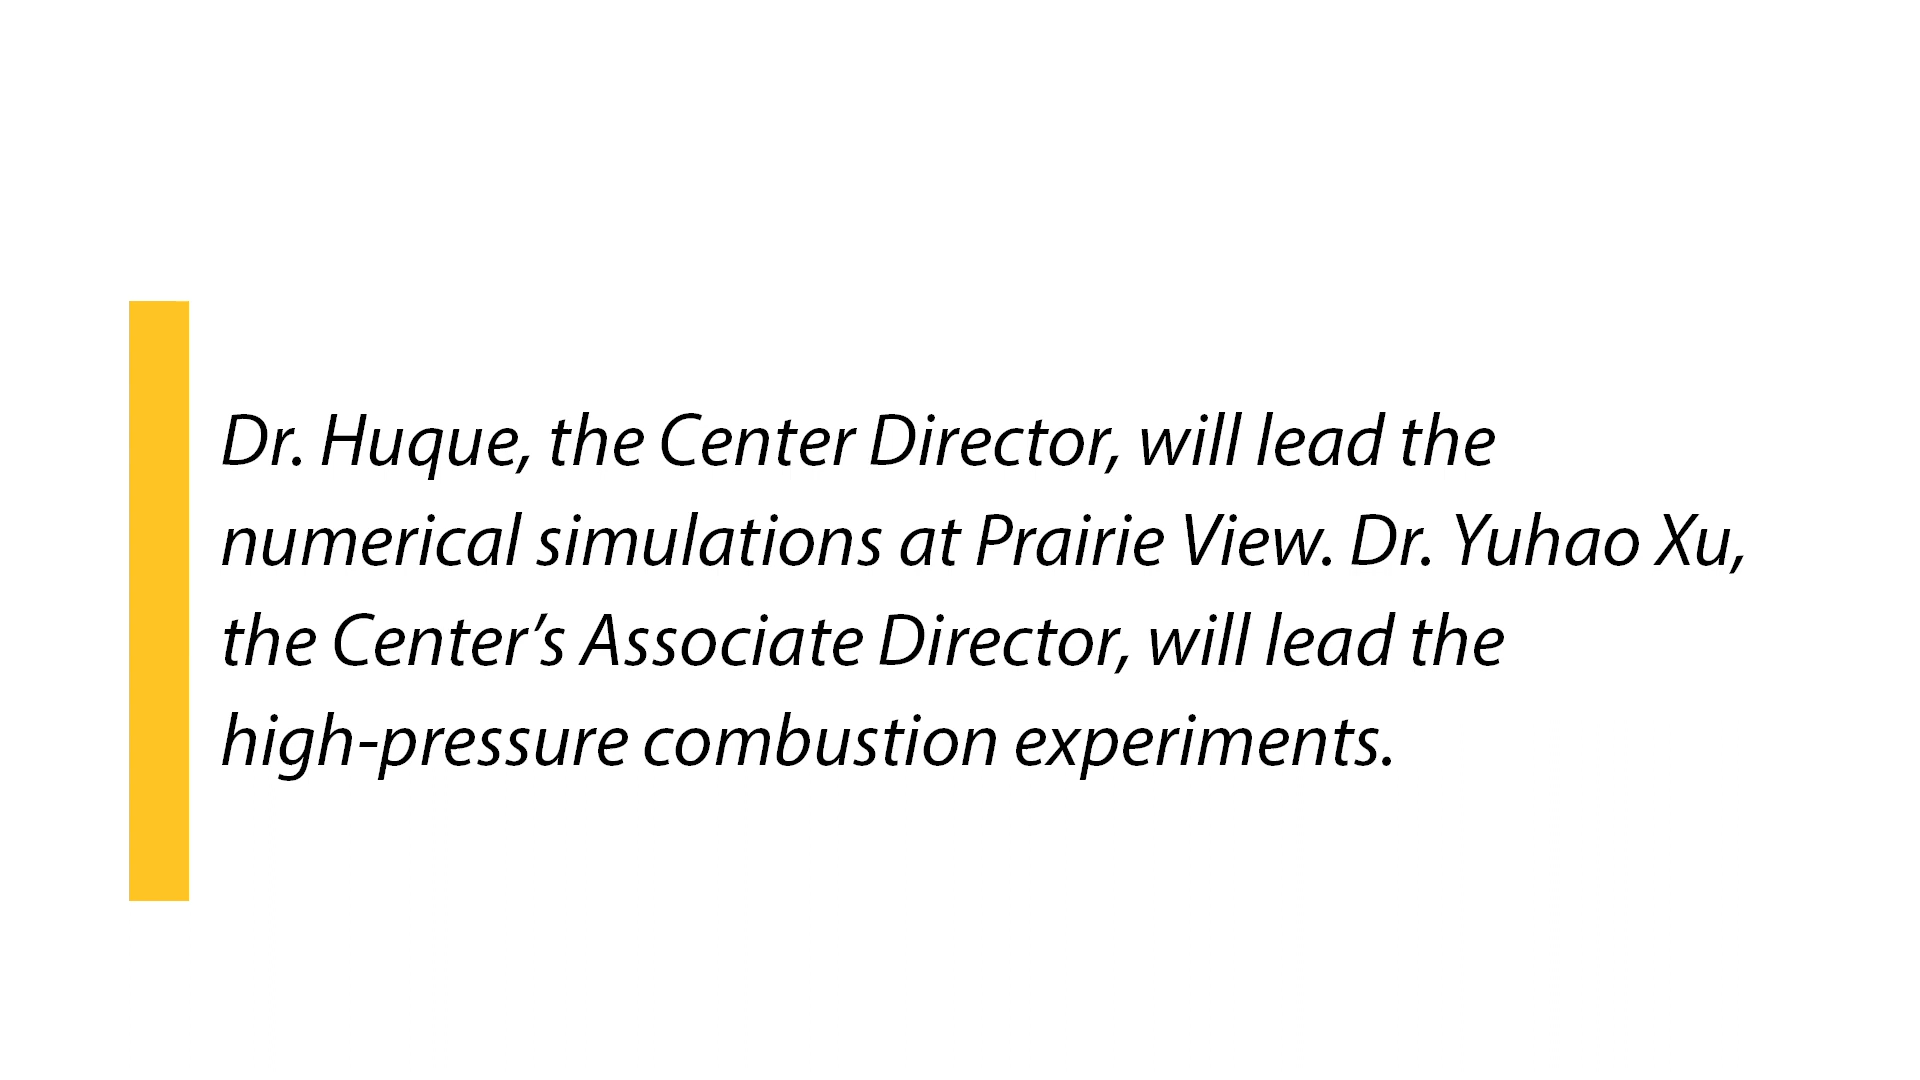 Dr. Huque, the Center Director, will lead the
numerical simulations at Prairie View. Dr. Yuhao Xu,
the Center’s Associate Director, will lead the
high-pressure combustion experiments.